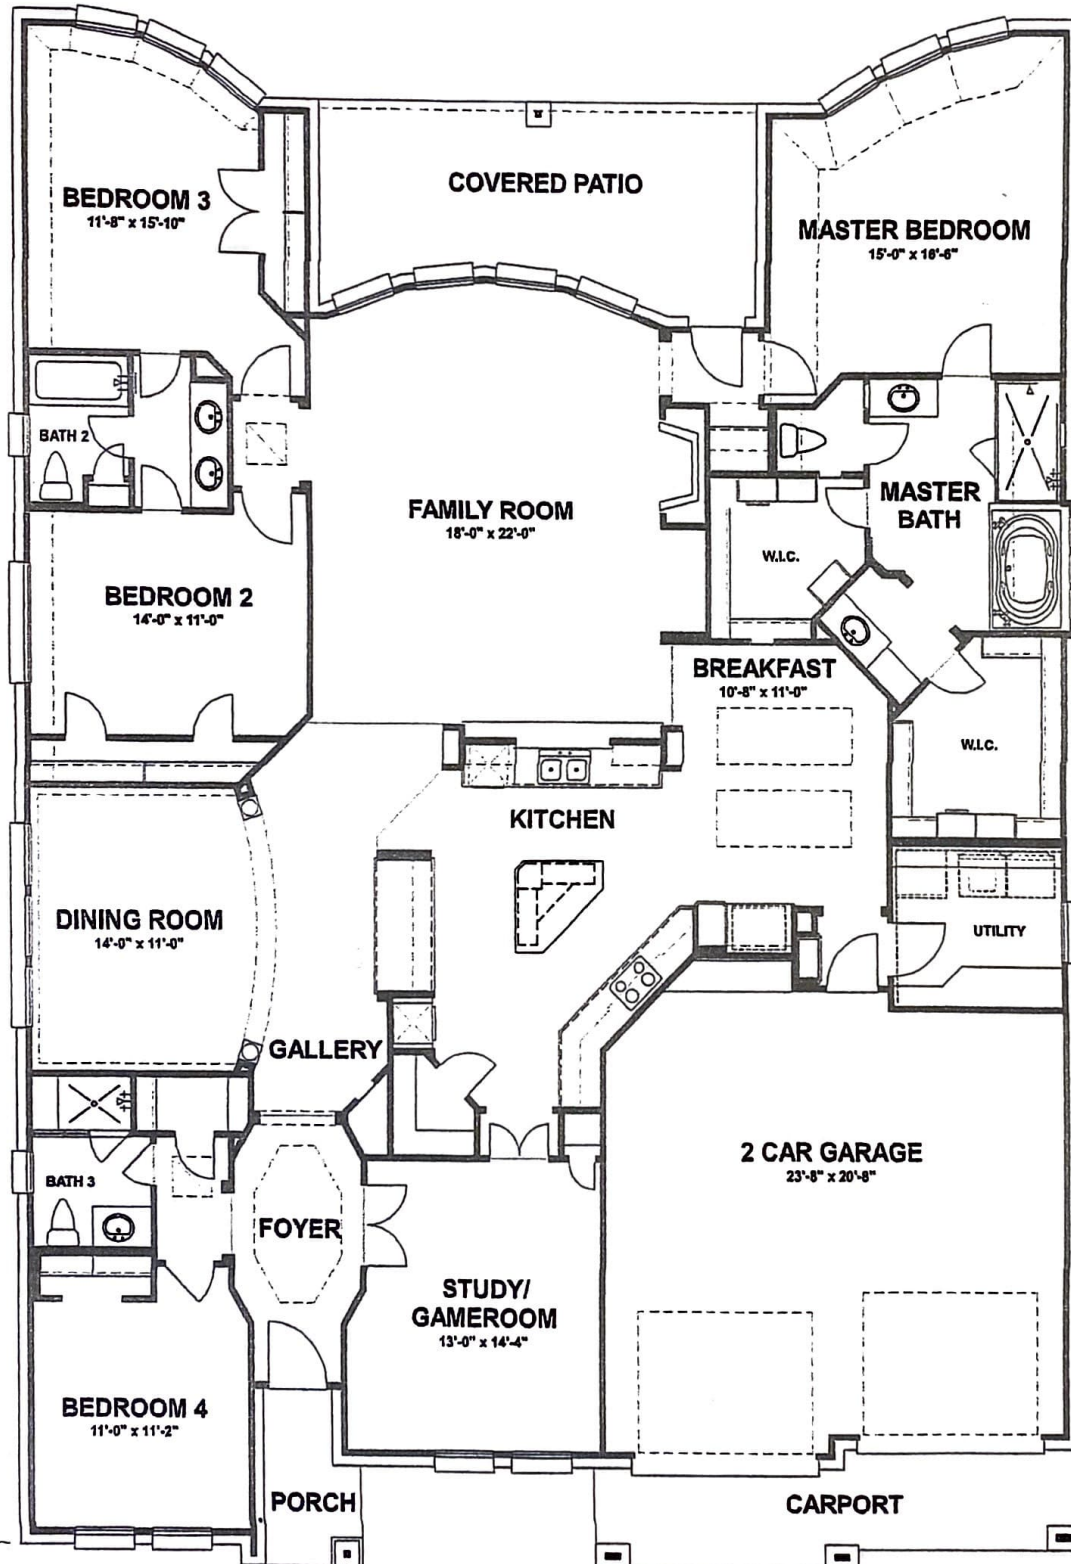 BEDROOM 3
11'-8" x 15'-10"
COVERED PATIO
MASTER BEDROOM
15'-0" x 16'-6"
BATH 2
FAMILY ROOM
18'-0" x 22'-0"
MASTER
BATH
W.I.C.
BEDROOM 2
14'-0" x 11'-0"
BREAKFAST
10'-8" x 11'-0"
W.I.C.
KITCHEN
DINING ROOM
14'-0" x 11'-0"
UTILITY
GALLERY
2 CAR GARAGE
23'-8" x 20'-8"
BATH 3
FOYER
STUDY/
GAMEROOM
13'-0" x 14'-4"
BEDROOM 4
11'-0" x 11'-2"
PORCH
CARPORT